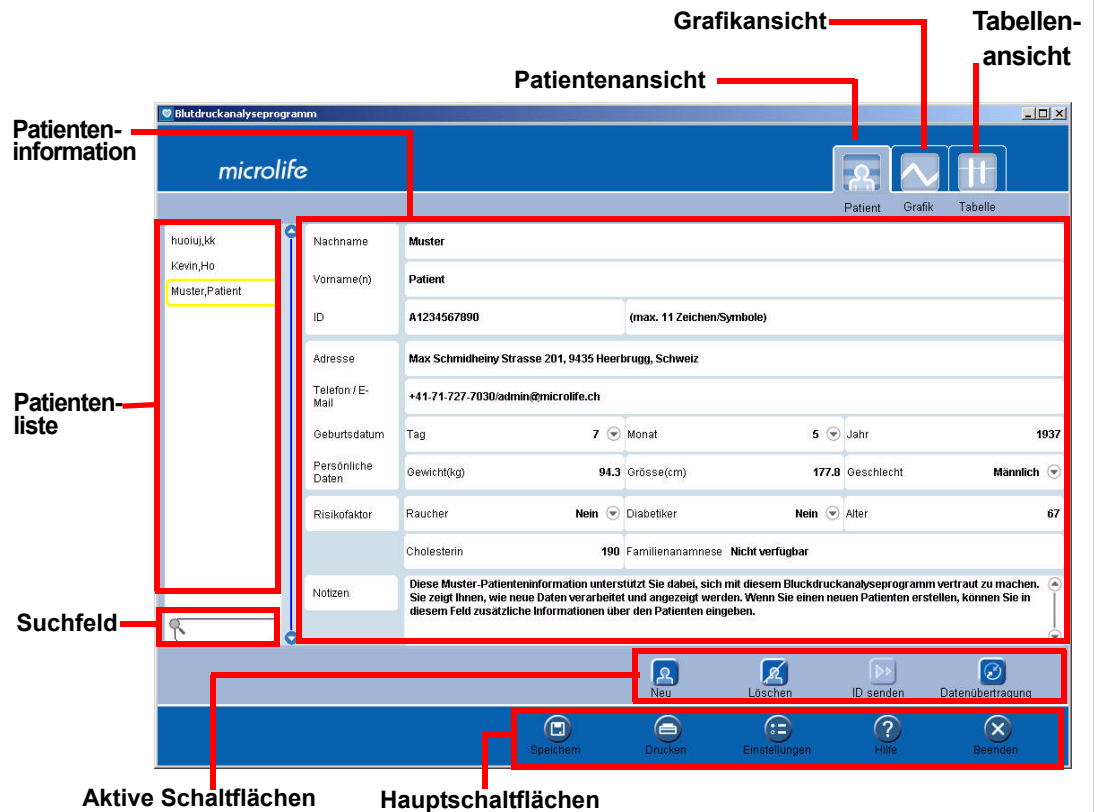 Grafikansicht
Tabellen-
ansicht
Patientenansicht
Patienten-
information
Blutdruckanalyseprogramm
microlife
Patient
Grafik
Tabelle
huoiuj,kk
Kevin,Ho
Muster,Patient
Nachname
Muster
Vorname(n)
Patient
ID
A1234567890
(max. 11 Zeichen/Symbole)
Adresse
Max Schmidheiny Strasse 201, 9435 Heerbrugg, Schweiz
Telefon / E-
Mail
+41-71-727-7030/admin@microlife.ch
Geburtsdatum
Tag
7
Monat
5
Jahr
1937
Persönliche
Daten
Gewicht(kg)
94.3
Grösse(cm)
177.8
Geschlecht
Männlich
Risikofaktor
Raucher
Nein
Diabetiker
Nein
Alter
67
Cholesterin
190
Familienanamnese
Nicht verfügbar
Notizen
Diese Muster-Patienteninformation unterstützt Sie dabei, sich mit diesem Bluckdruckanalyseprogramm vertraut zu machen.
Sie zeigt Ihnen, wie neue Daten verarbeitet und angezeigt werden. Wenn Sie einen neuen Patienten erstellen, können Sie in
diesem Feld zusätzliche Informationen über den Patienten eingeben.
Patienten-
liste
Suchfeld
Neu
Löschen
ID senden
Datenübertragung
Speichern
Drucken
Einstellungen
Hilfe
Beenden
Aktive Schaltflächen
Hauptschaltflächen